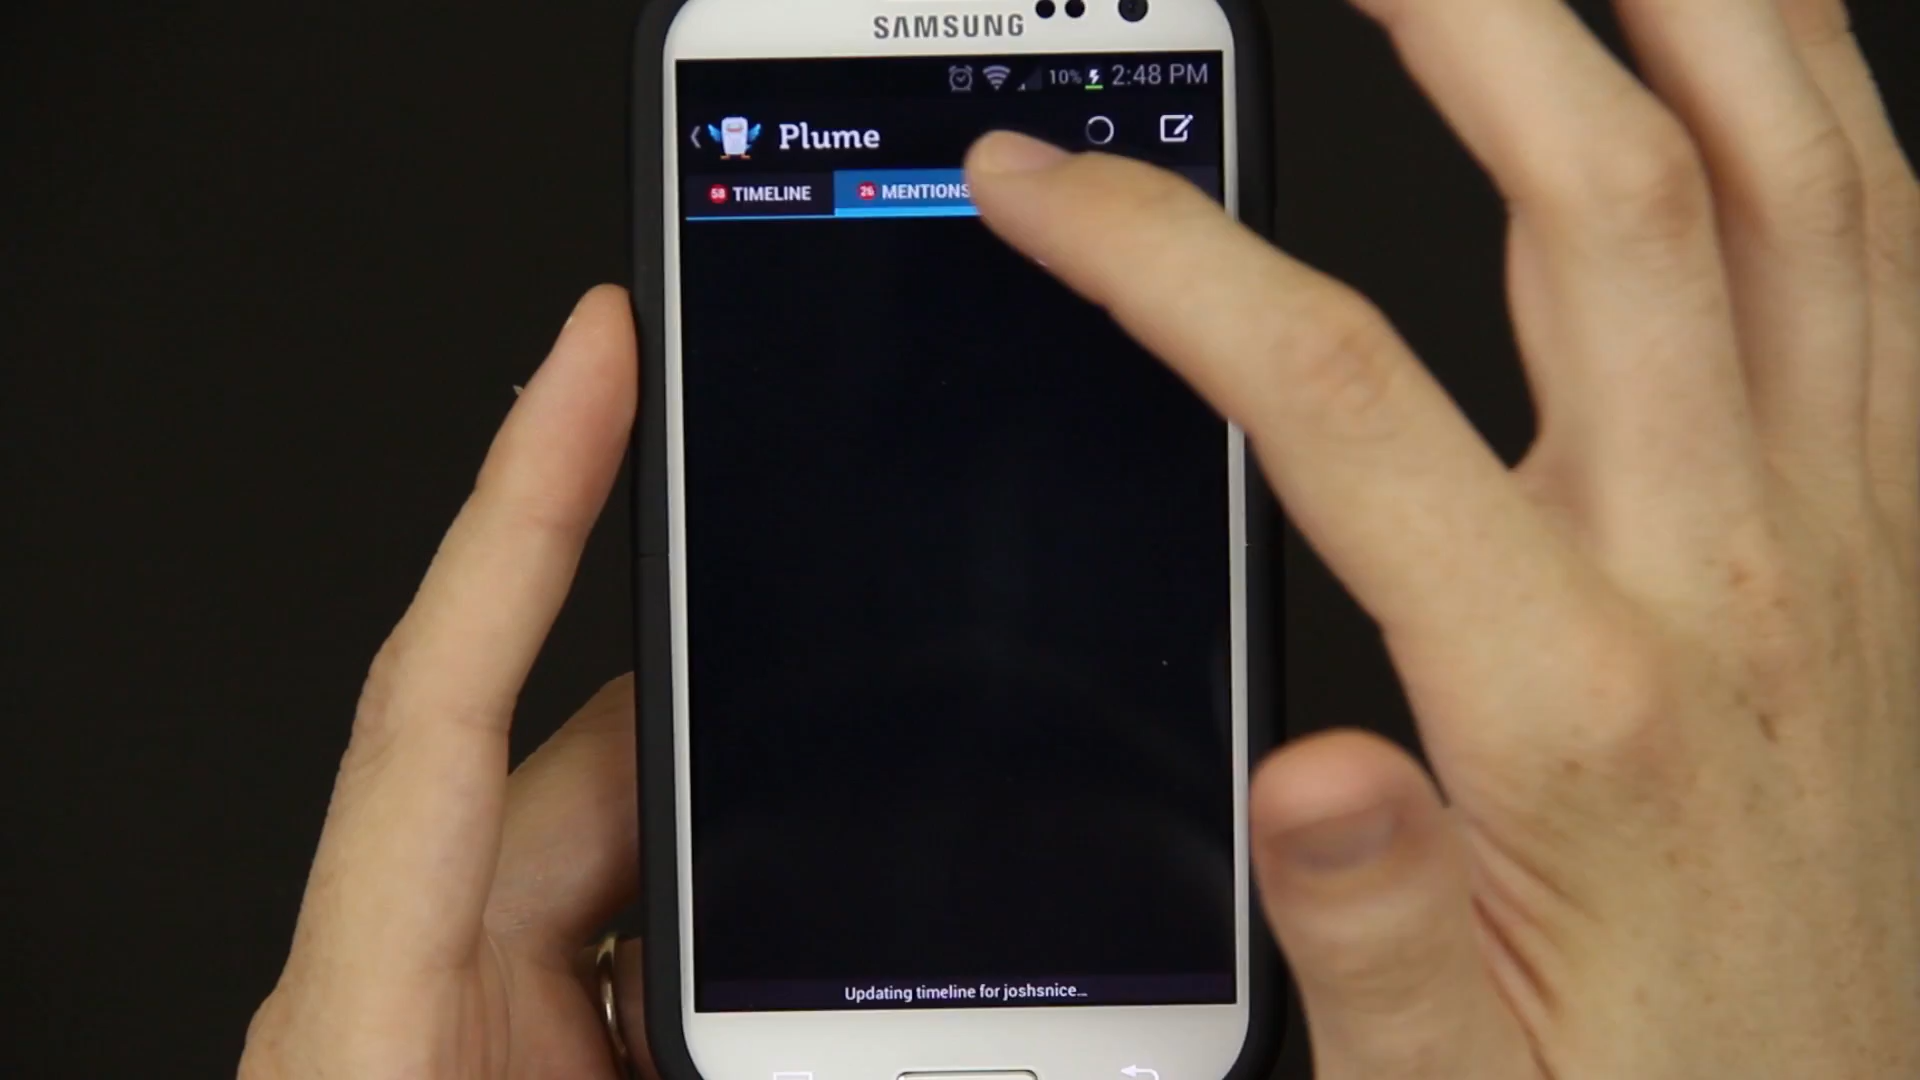 SAMSUNG
10% 2:48 PM
Plume
58 TIMELINE 26 MENTIONS
Updating timeline for joshsnice...